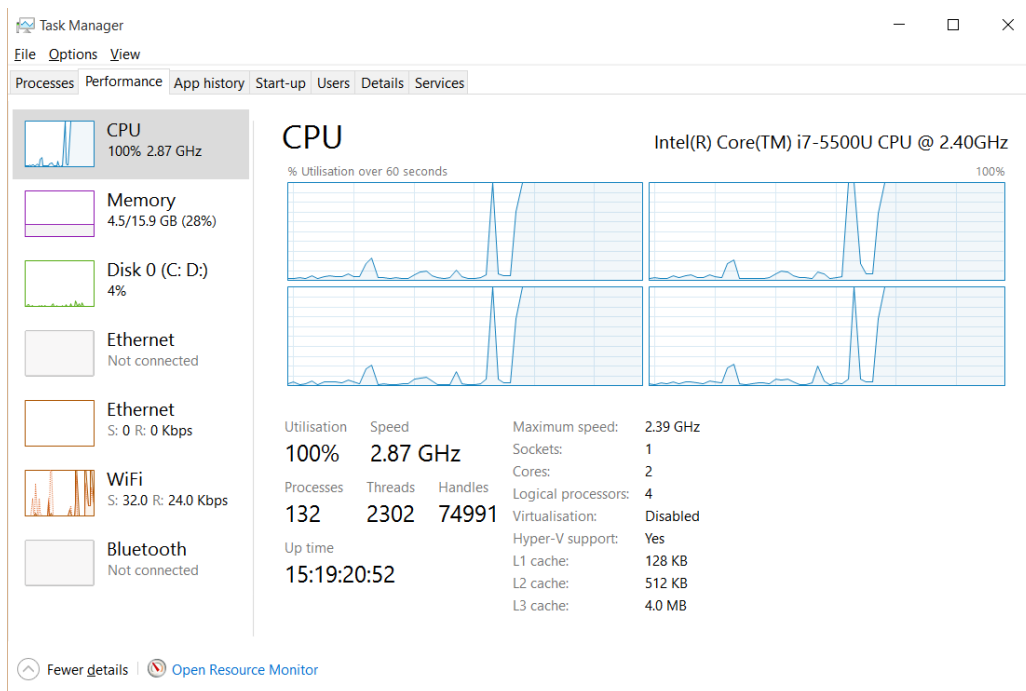 Task Manager
File Options View
Processes Performance App history Start-up Users Details Services
CPU
100% 2.87 GHz
Memory
4.5/15.9 GB (28%)
Disk 0 (C: D:)
4%
Ethernet
Not connected
Ethernet
S: 0 R: 0 Kbps
WiFi
S: 32.0 R: 24.0 Kbps
Bluetooth
Not connected
CPU Intel(R) Core(TM) i7-5500U CPU @ 2.40GHz
% Utilisation over 60 seconds 100%
Utilisation Speed
100% 2.87 GHz
Processes Threads Handles
132 2302 74991
Up time
15:19:20:52
Maximum speed: 2.39 GHz
Sockets: 1
Cores: 2
Logical processors: 4
Virtualisation: Disabled
Hyper-V support: Yes
L1 cache: 128 KB
L2 cache: 512 KB
L3 cache: 4.0 MB
Fewer details Open Resource Monitor